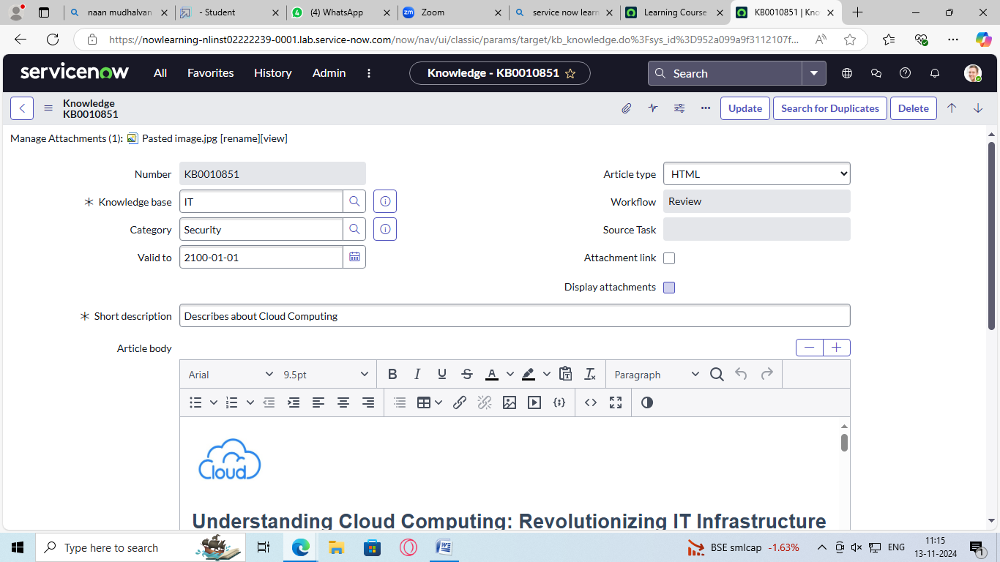 naan mudhalvan
- Student
(4) WhatsApp
zm Zoom
service now learn
Learning Course
KB0010851 | Kno
https://nowlearning-nlinst02222239-0001.lab.service-now.com/now/nav/ui/classic/params/target/kb_knowledge.do%3Fsys_id%3D952a099a9f3112107f...
servicenow All Favorites History Admin Knowledge - KB0010851 Search
Knowledge
KB0010851
Update Search for Duplicates Delete
Manage Attachments (1): Pasted image.jpg [rename][view]
Number KB0010851
Article type HTML
Knowledge base IT
Workflow Review
Category Security
Source Task
Valid to 2100-01-01
Attachment link
Display attachments
Short description Describes about Cloud Computing
Article body
Arial 9.5pt B I U S A Paragraph
Cloud
Understanding Cloud Computing: Revolutionizing IT Infrastructure
Type here to search
BSE smlcap -1.63%
ENG
11:15
13-11-2024
1